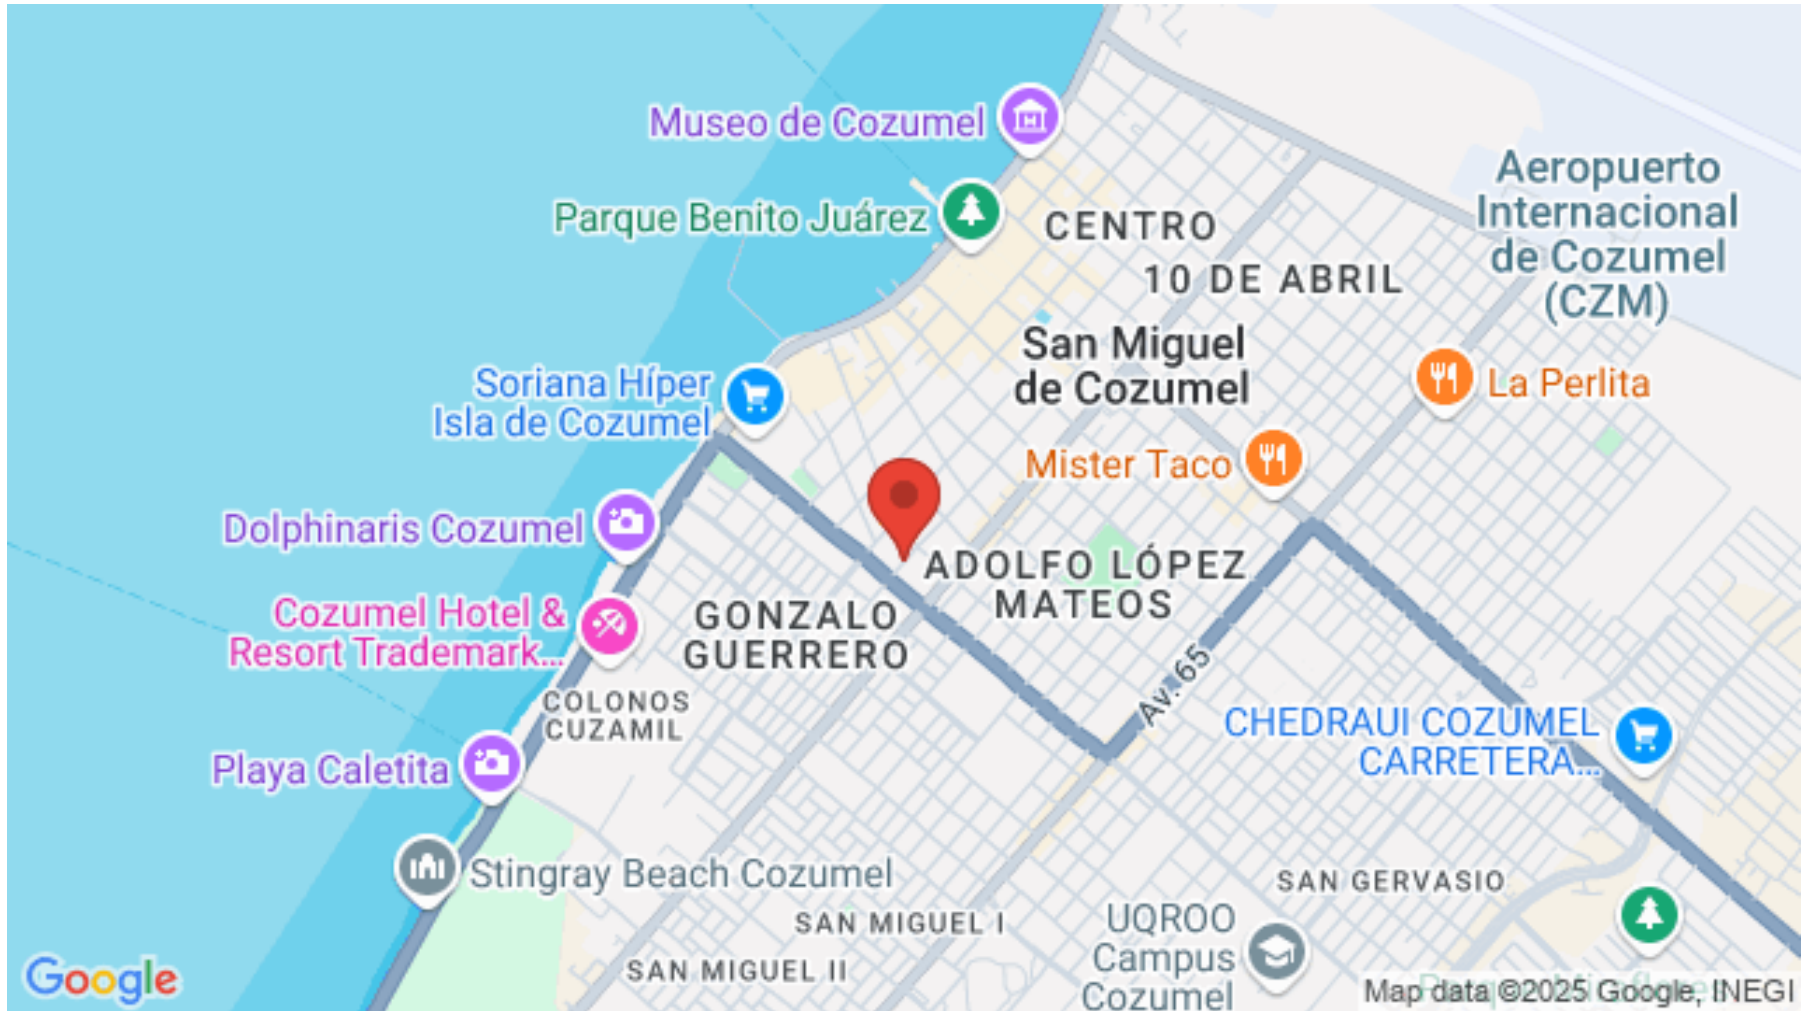 Museo de Cozumel
Parque Benito Juárez
CENTRO
10 DE ABRIL
Aeropuerto
Internacional
de Cozumel
(CZM)
San Miguel
de Cozumel
Soriana Híper
Isla de Cozumel
La Perlita
Mister Taco
Dolphinaris Cozumel
ADOLFO LÓPEZ
MATEOS
Cozumel Hotel &
Resort Trademark...
GONZALO
GUERRERO
COLONOS
CUZAMIL
Av. 65
CHEDRAUI COZUMEL
CARRETERA...
Playa Caletita
Stingray Beach Cozumel
SAN GERVASIO
SAN MIGUEL I
UQROO
Campus
Cozumel
SAN MIGUEL II
Google
Map data ©2025 Google, INEGI